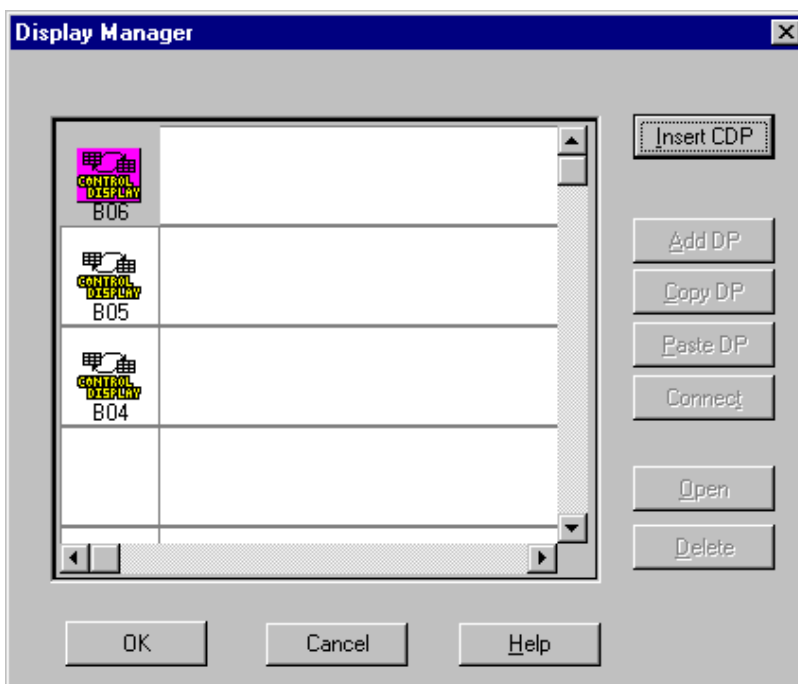 Display Manager
Insert CDP
CONTROL
DISPLAY
B06
Add DP
CONTROL
DISPLAY
B05
Copy DP
Paste DP
CONTROL
DISPLAY
B04
Connect
Open
Delete
OK
Cancel
Help